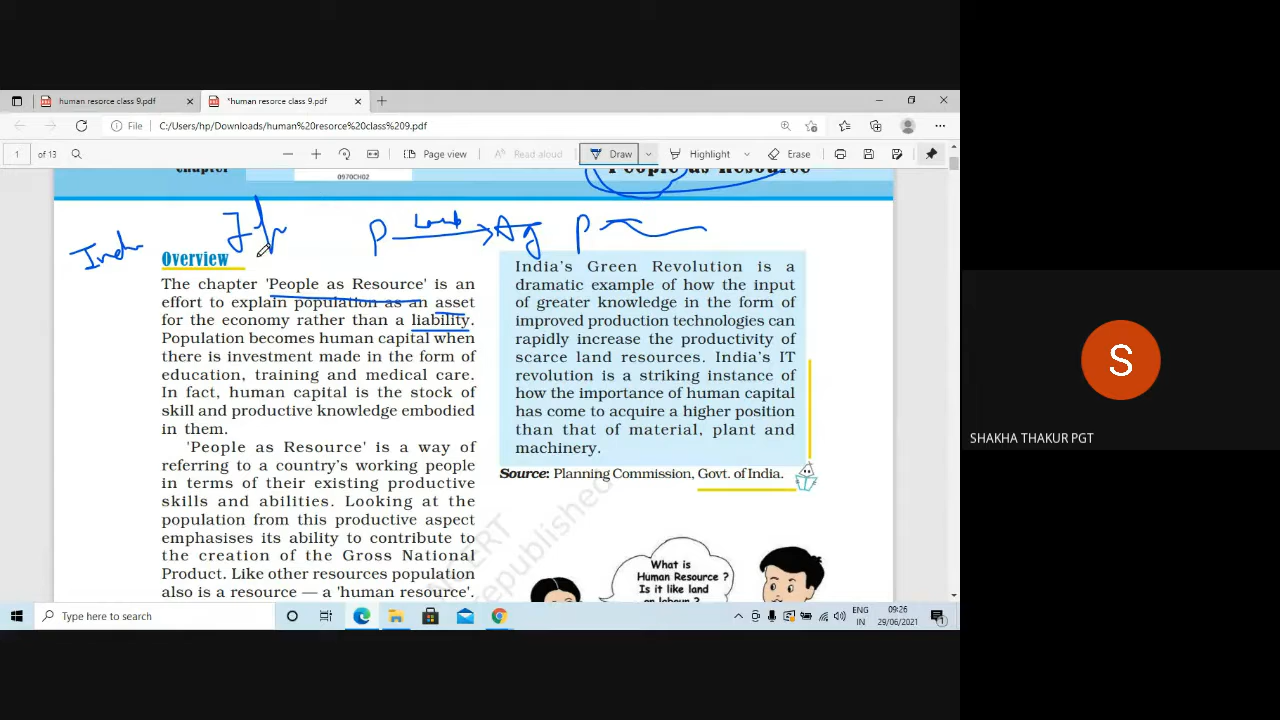 human resorce class 9.pdf
*human resorce class 9.pdf
File
C:/Users/hp/Downloads/human%20resorce%20class%209.pdf
1 of 13
Page view
Read aloud
Draw
Highlight
Erase
chapter
0970CH02
People as Resource
P
Ag
P
Overview
The chapter 'People as Resource' is an
effort to explain population as an asset
for the economy rather than a liability.
Population becomes human capital when
there is investment made in the form of
education, training and medical care.
In fact, human capital is the stock of
skill and productive knowledge embodied
in them.
'People as Resource' is a way of
referring to a country's working people
in terms of their existing productive
skills and abilities. Looking at the
population from this productive aspect
emphasises its ability to contribute to
the creation of the Gross National
Product. Like other resources population
also is a resource — a 'human resource'.
India's Green Revolution is a
dramatic example of how the input
of greater knowledge in the form of
improved production technologies can
rapidly increase the productivity of
scarce land resources. India's IT
revolution is a striking instance of
how the importance of human capital
has come to acquire a higher position
than that of material, plant and
machinery.
Source: Planning Commission, Govt. of India.
republished
What is
Human Resource ?
Is it like land
or labour ?
S
SHAKHA THAKUR PGT
Type here to search
ENG
IN
09:26
29/06/2021
1